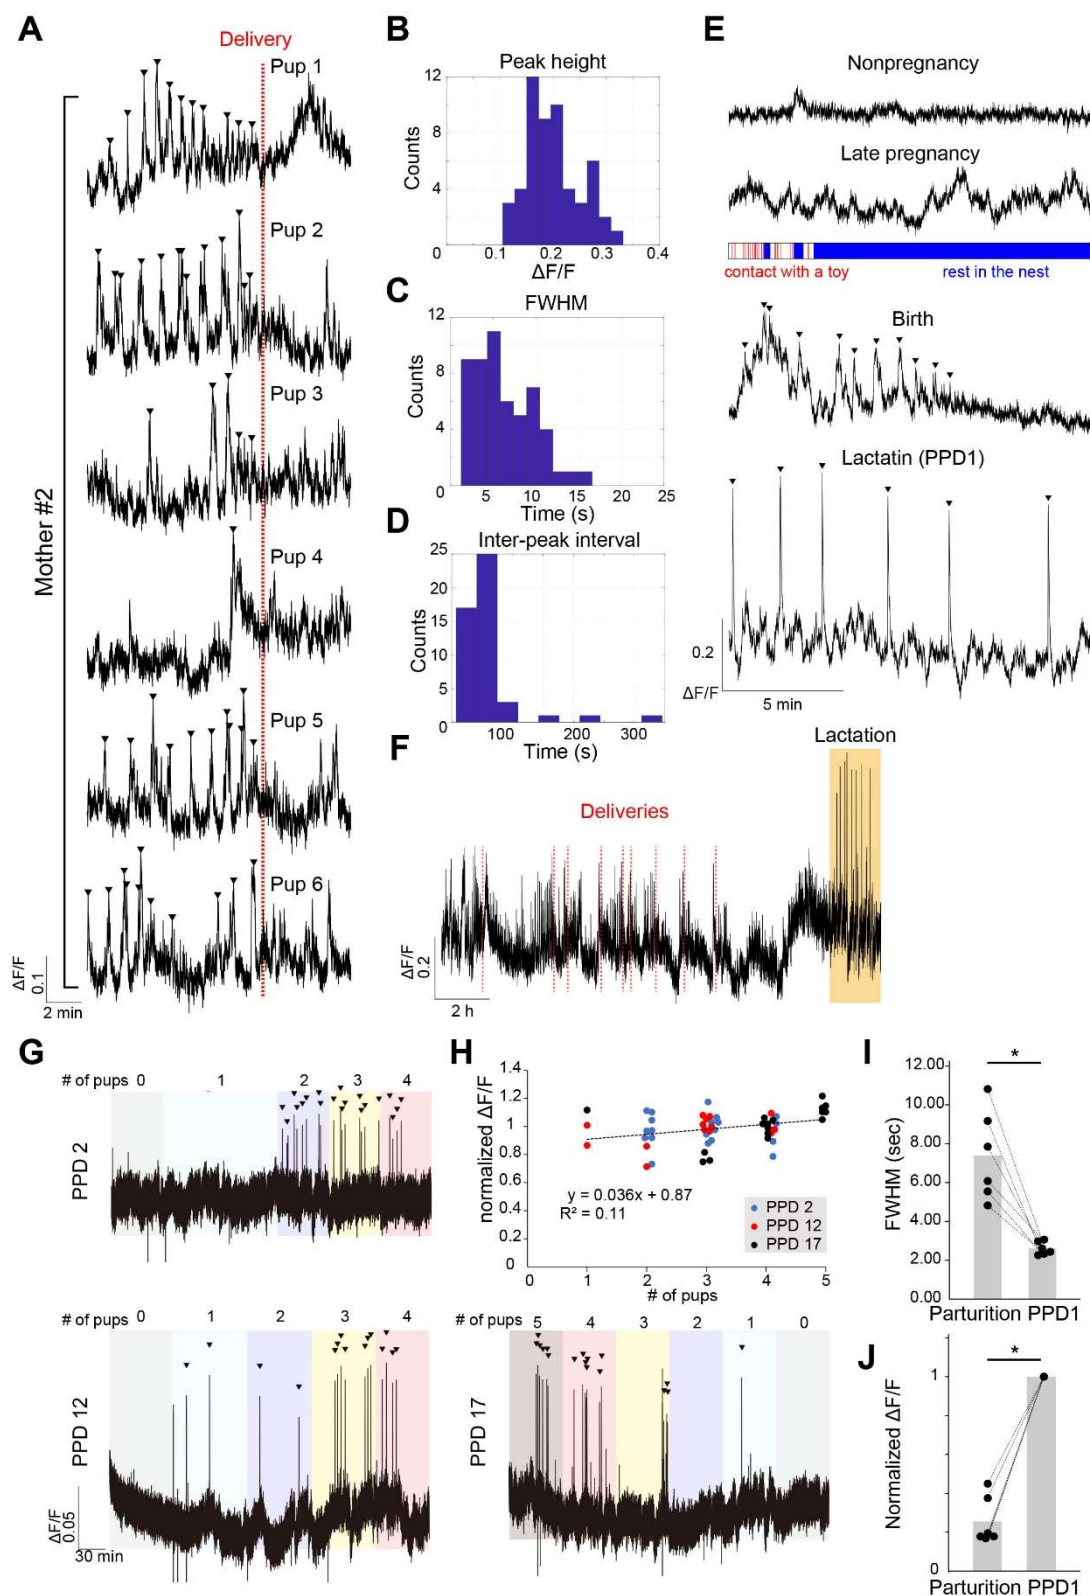 A
Delivery
Pup 1
Pup 2
Pup 3
Pup 4
Pup 5
Pup 6
Mother #2
ΔF/F
0.1
2 min
B
Peak height
12
8
4
0
Counts
0.1 0.2 0.3 0.4
ΔF/F
C
FWHM
12
8
4
0
Counts
5 10 15 20 25
Time (s)
D
Inter-peak interval
25
20
15
10
5
0
Counts
100 200 300
Time (s)
E
Nonpregnancy
Late pregnancy
contact with a toy rest in the nest
Birth
Lactatin (PPD1)
0.2
ΔF/F
5 min
F
Deliveries
Lactation
ΔF/F
0.2
2 h
G
# of pups 0 1 2 3 4
PPD 2
# of pups 0 1 2 3 4
PPD 12
ΔF/F
0.05
30 min
# of pups 5 4 3 2 1 0
PPD 17
H
1.4
1.2
1
0.8
0.6
0.4
0.2
0
normalized ΔF/F
y = 0.036x + 0.87
R² = 0.11
PPD 2
PPD 12
PPD 17
0 1 2 3 4 5
# of pups
I
*
12.00
10.00
8.00
6.00
4.00
2.00
0.00
FWHM (sec)
Parturition PPD1
J
*
1
0
Normalized ΔF/F
Parturition PPD1